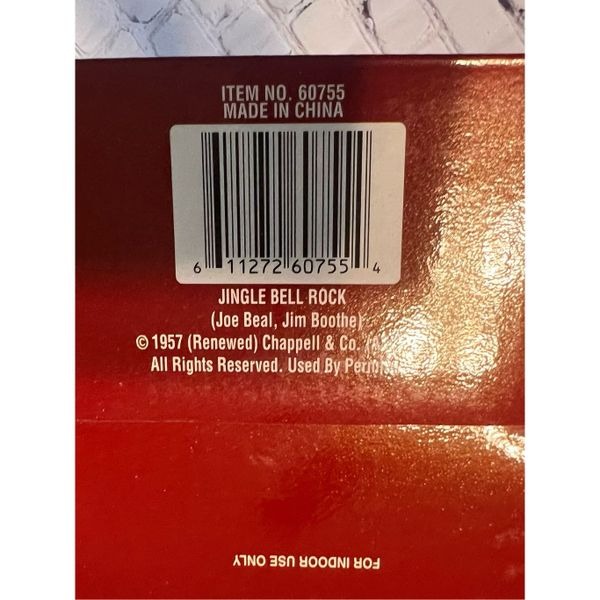 ITEM NO. 60755
MADE IN CHINA
6 11272 60755 4
JINGLE BELL ROCK
(Joe Beal, Jim Boothe)
© 1957 (Renewed) Chappell & Co.
All Rights Reserved. Used By
FOR INDOOR USE ONLY